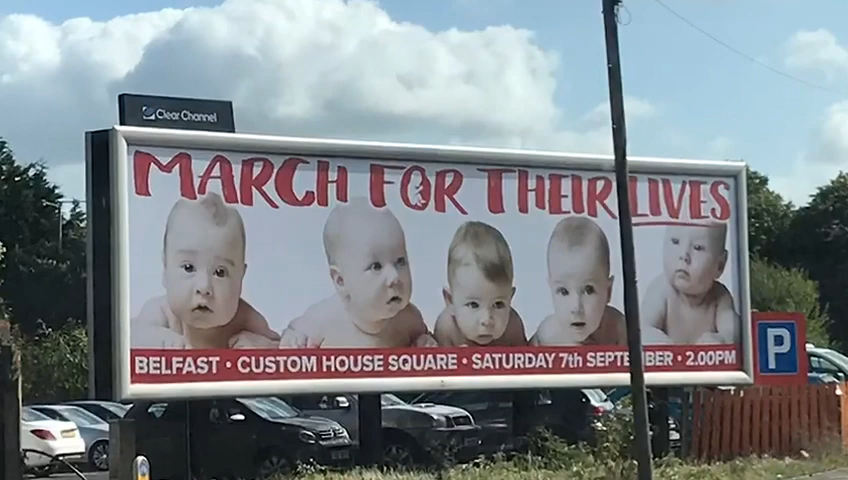 Clear Channel
MARCH FOR THEIR LIVES
BELFAST • CUSTOM HOUSE SQUARE • SATURDAY 7th SEPTEMBER • 2.00PM
P